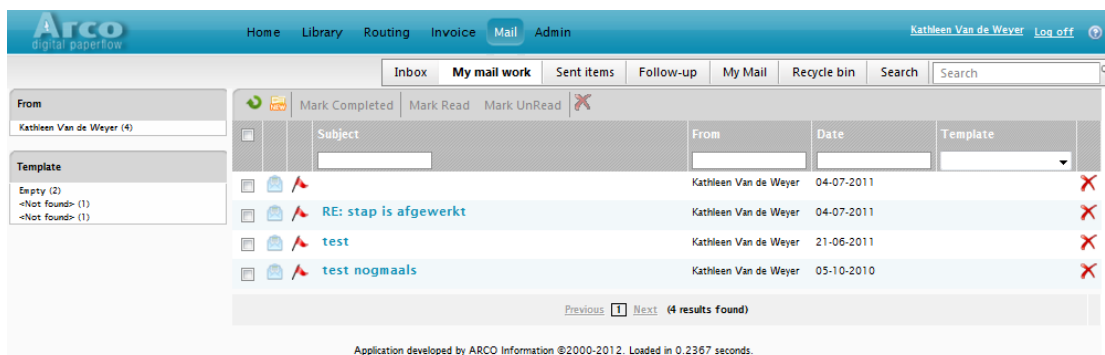 Arco
digital paperflow
Home Library Routing Invoice Mail Admin
Kathleen Van de Weyer Log off ?
Inbox My mail work Sent items Follow-up My Mail Recycle bin Search Search
From
Kathleen Van de Weyer (4)
Template
Empty (2)
<Not found> (1)
<Not found> (1)
NEW Mark Completed Mark Read Mark UnRead
Subject From Date Template
Kathleen Van de Weyer 04-07-2011
RE: stap is afgewerkt Kathleen Van de Weyer 04-07-2011
test Kathleen Van de Weyer 21-06-2011
test nogmaals Kathleen Van de Weyer 05-10-2010
Previous 1 Next (4 results found)
Application developed by ARCO Information ©2000-2012. Loaded in 0.2367 seconds.